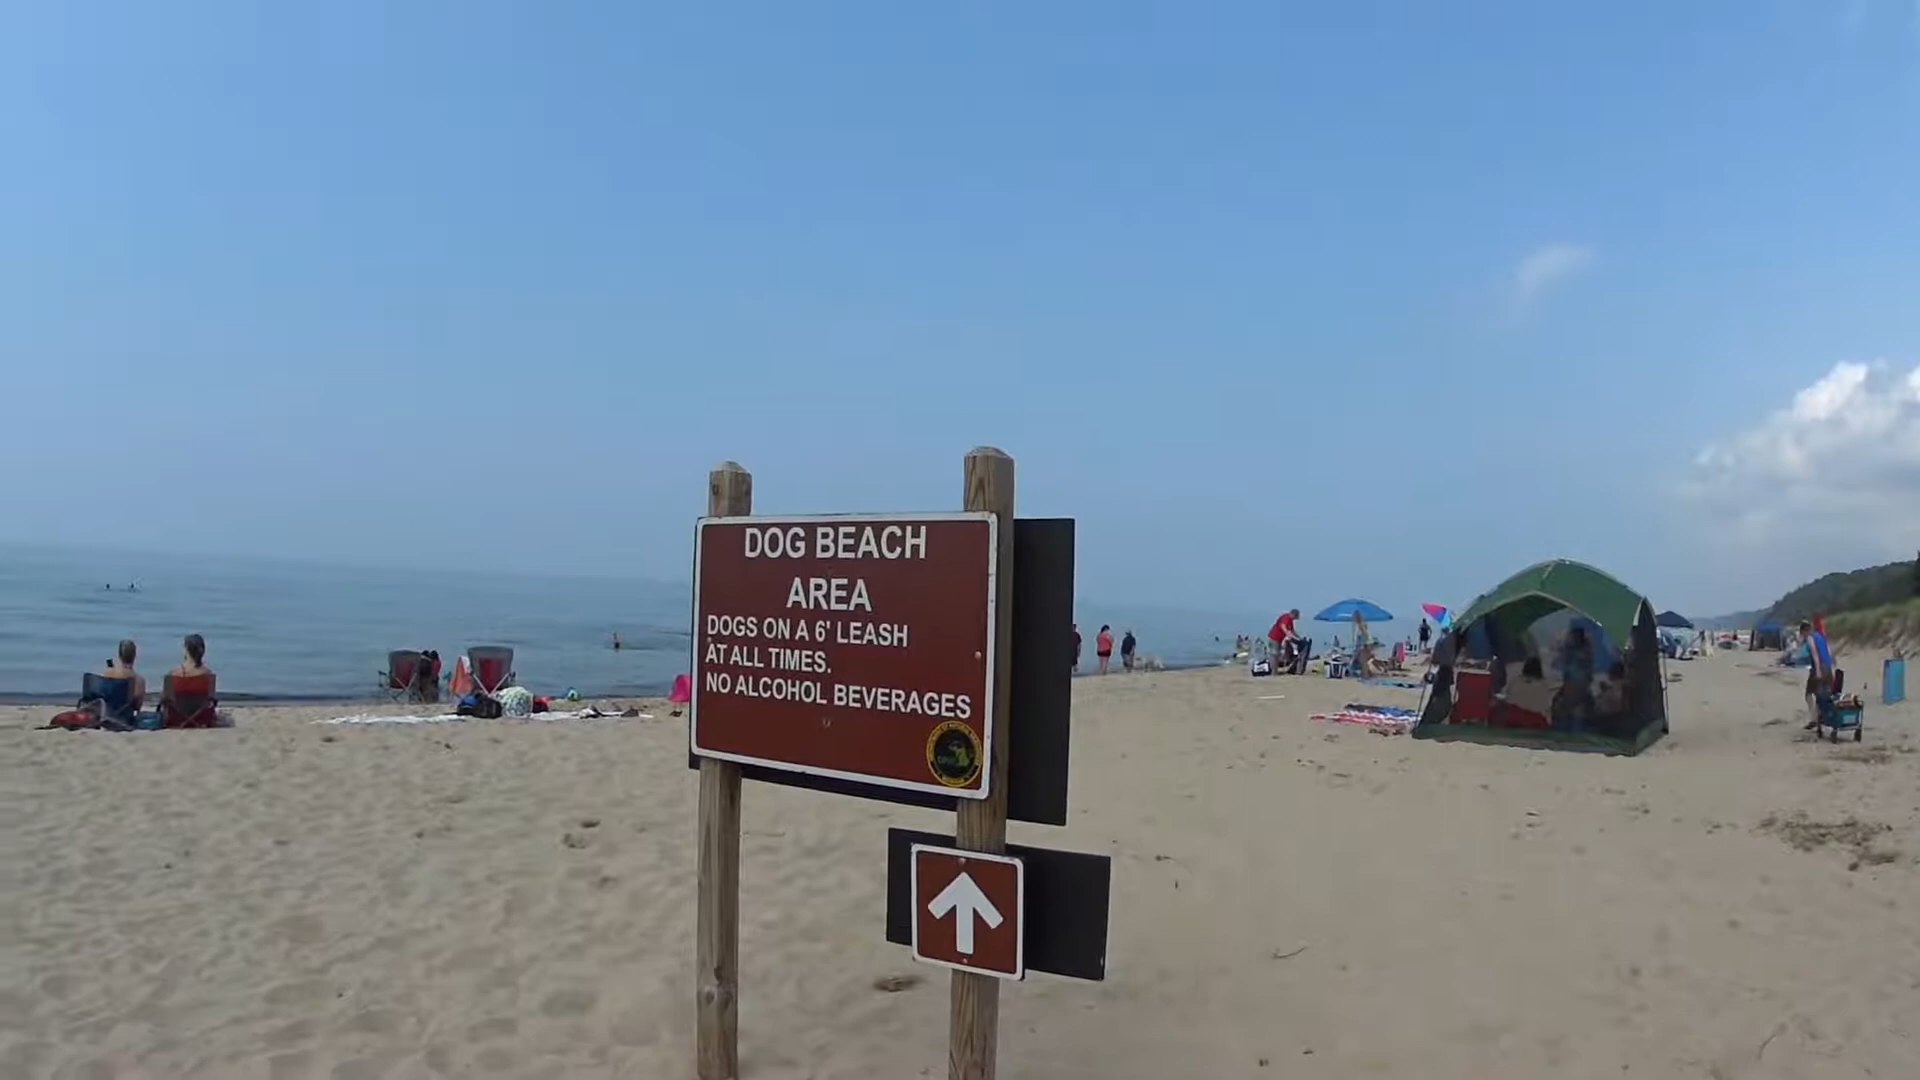 DOG BEACH
AREA
DOGS ON A 6' LEASH
AT ALL TIMES.
NO ALCOHOL BEVERAGES